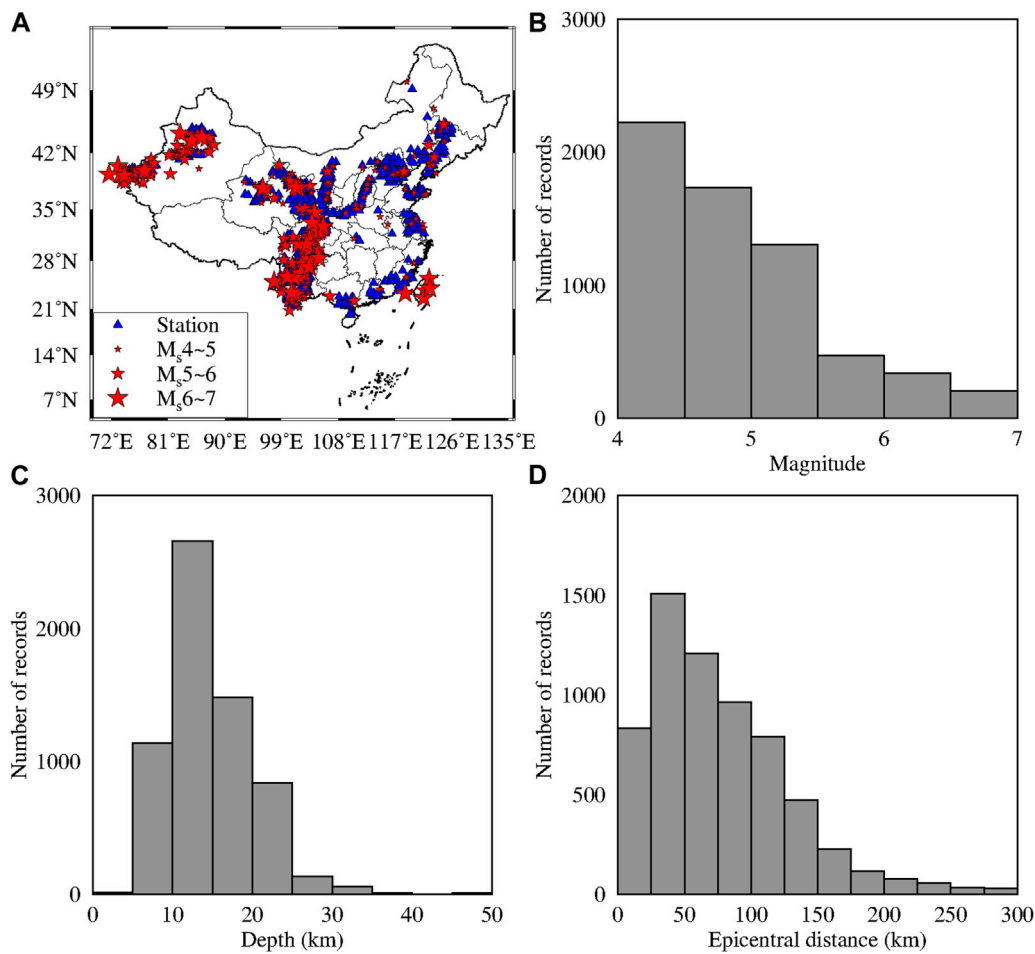 A
49°N
42°N
35°N
28°N
21°N
14°N
7°N
Station
Ms4~5
Ms5~6
Ms6~7
72°E 81°E 90°E 99°E 108°E 117°E 126°E 135°E
B
3000
2000
1000
0
Number of records
4 5 6 7
Magnitude
C
3000
2000
1000
0
Number of records
0 10 20 30 40 50
Depth (km)
D
2000
1500
1000
500
0
Number of records
0 50 100 150 200 250 300
Epicentral distance (km)